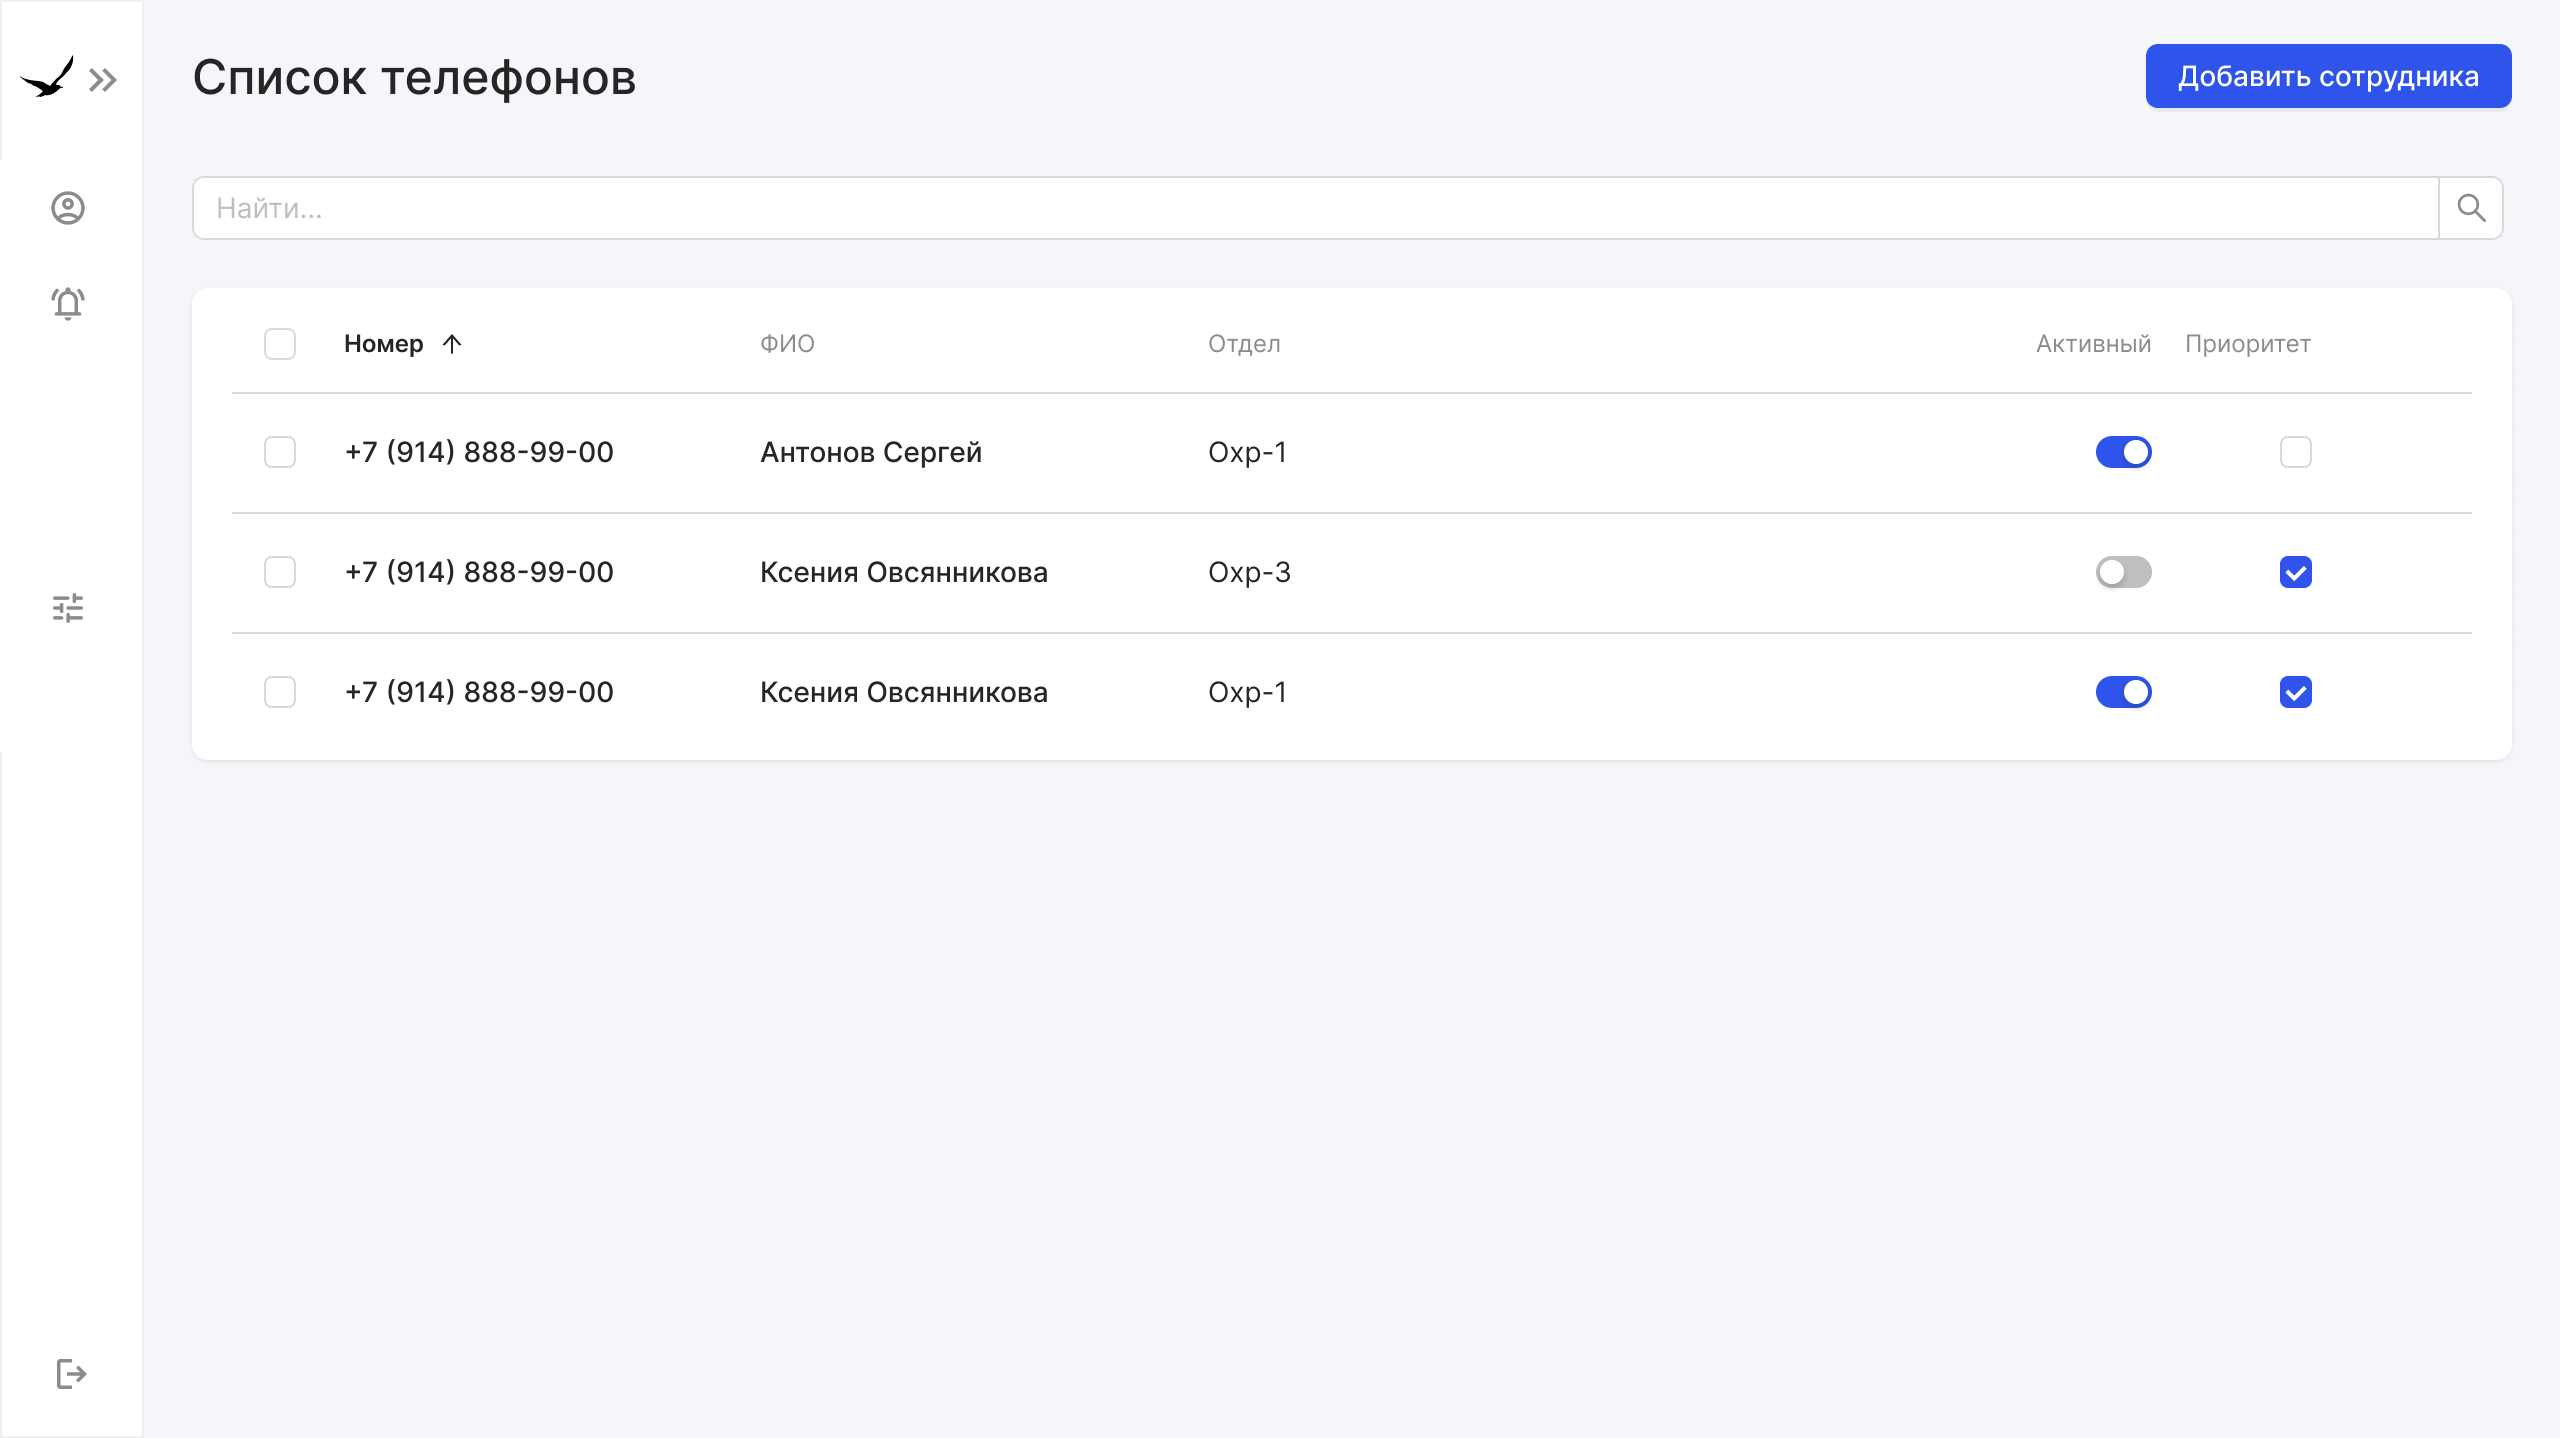 Список телефонов
Добавить сотрудника
Найти...
Номер ФИО Отдел Активный Приоритет
+7 (914) 888-99-00 Антонов Сергей Охр-1
+7 (914) 888-99-00 Ксения Овсянникова Охр-3
+7 (914) 888-99-00 Ксения Овсянникова Охр-1